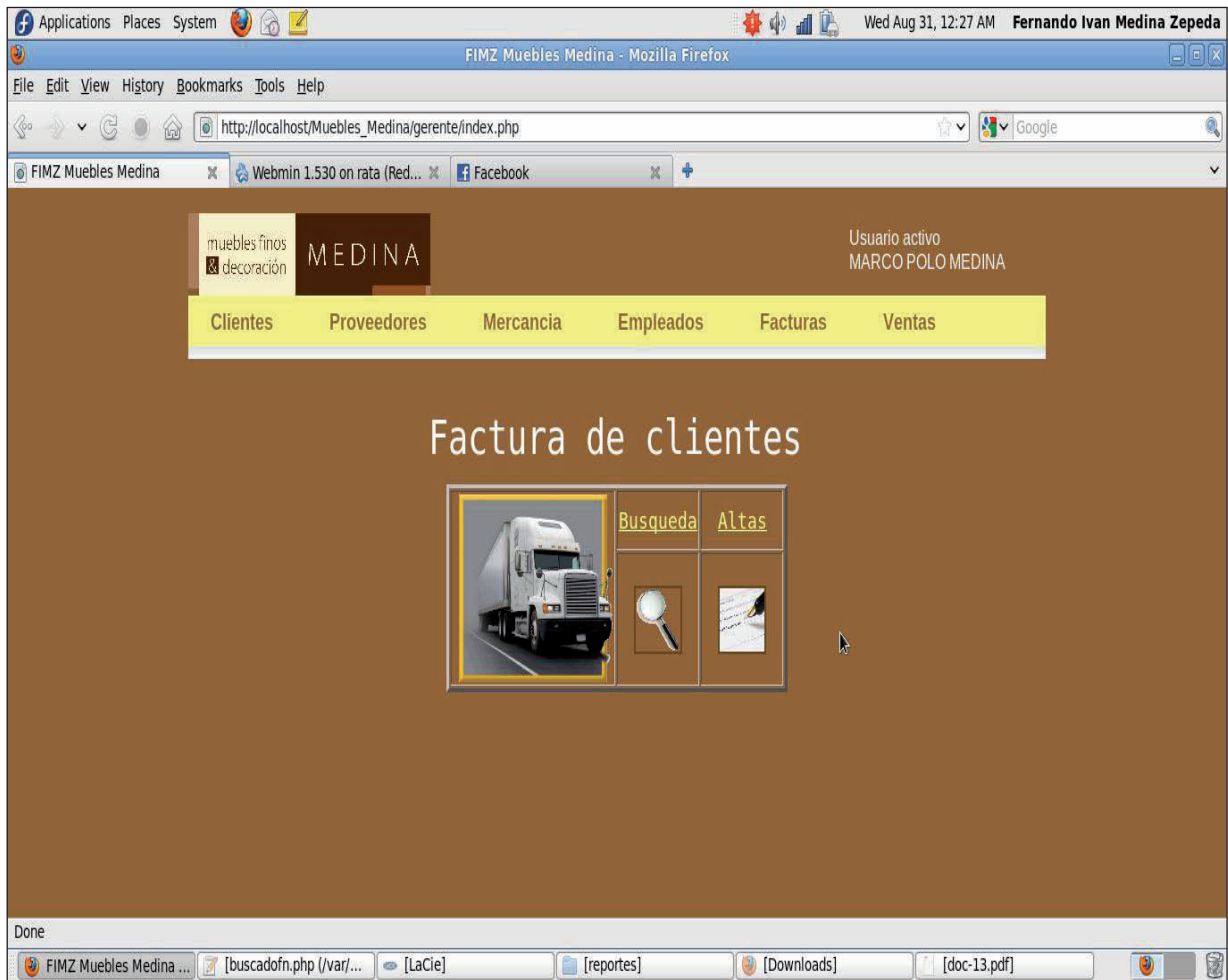 Applications Places System Wed Aug 31, 12:27 AM Fernando Ivan Medina Zepeda
FIMZ Muebles Medina - Mozilla Firefox
File Edit View History Bookmarks Tools Help
http://localhost/Muebles_Medina/gerente/index.php Google
FIMZ Muebles Medina Webmin 1.530 on rata (Red... Facebook
muebles finos
& decoración
MEDINA
Usuario activo
MARCO POLO MEDINA
Clientes Proveedores Mercancia Empleados Facturas Ventas
Factura de clientes
Busqueda Altas
Done
FIMZ Muebles Medina ... [buscadofn.php (/var/... [LaCie] [reportes] [Downloads] [doc-13.pdf]